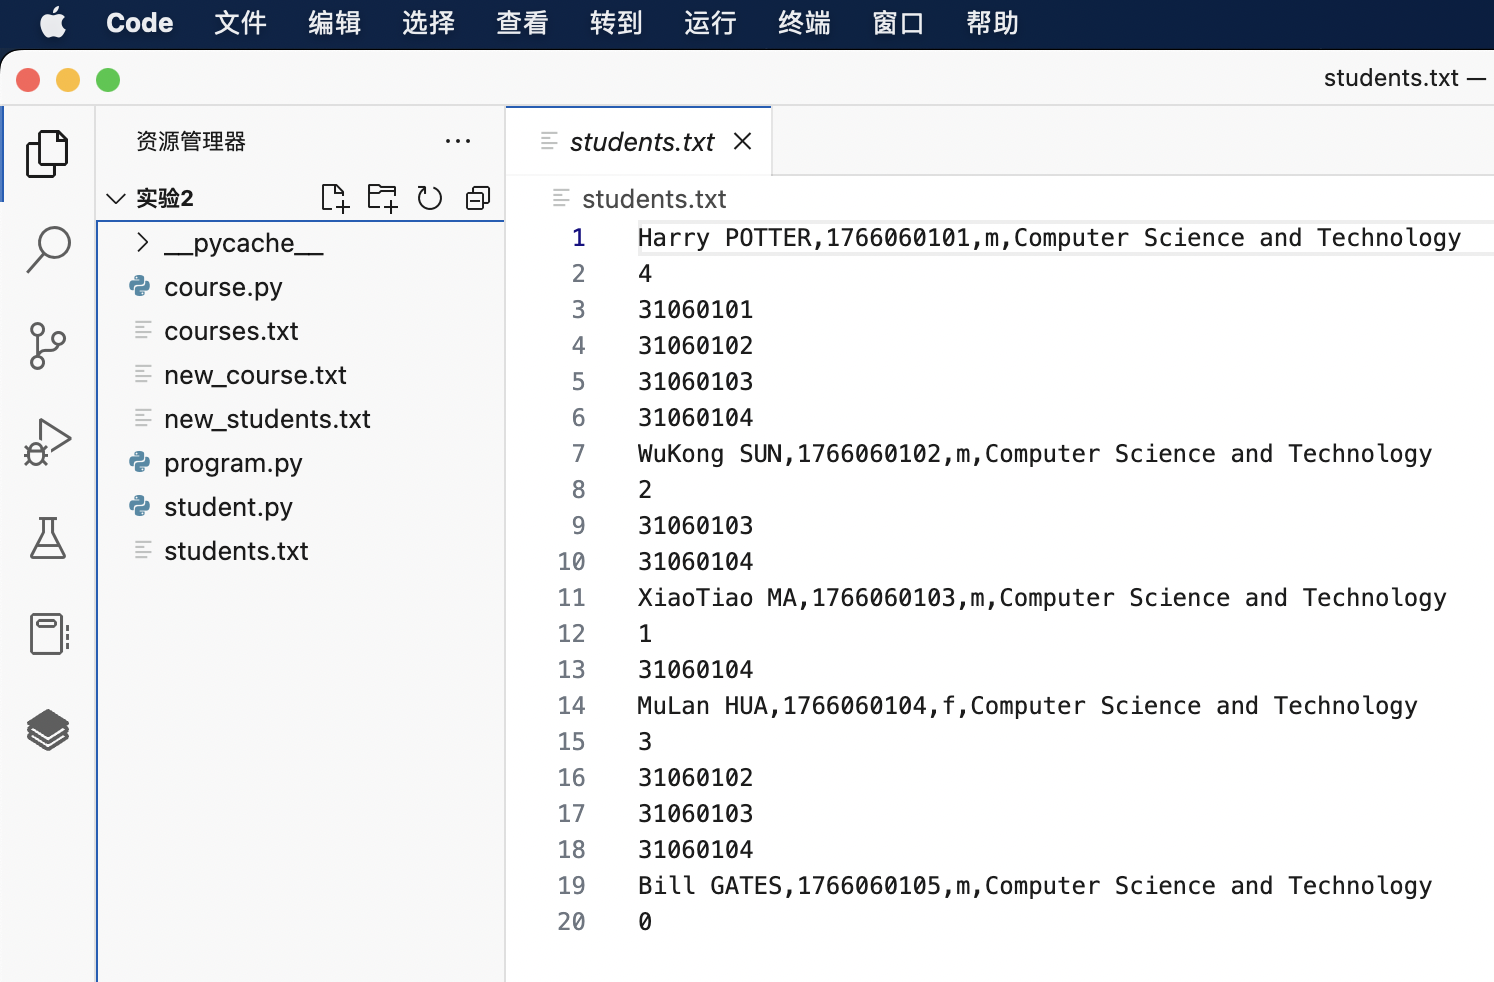 Code 文件 编辑 选择 查看 转到 运行 终端 窗口 帮助
students.txt —
资源管理器 ···
实验2
__pycache__
course.py
courses.txt
new_course.txt
new_students.txt
program.py
student.py
students.txt
students.txt
students.txt
1 Harry POTTER,1766060101,m,Computer Science and Technology
2 4
3 31060101
4 31060102
5 31060103
6 31060104
7 WuKong SUN,1766060102,m,Computer Science and Technology
8 2
9 31060103
10 31060104
11 XiaoTiao MA,1766060103,m,Computer Science and Technology
12 1
13 31060104
14 MuLan HUA,1766060104,f,Computer Science and Technology
15 3
16 31060102
17 31060103
18 31060104
19 Bill GATES,1766060105,m,Computer Science and Technology
20 0